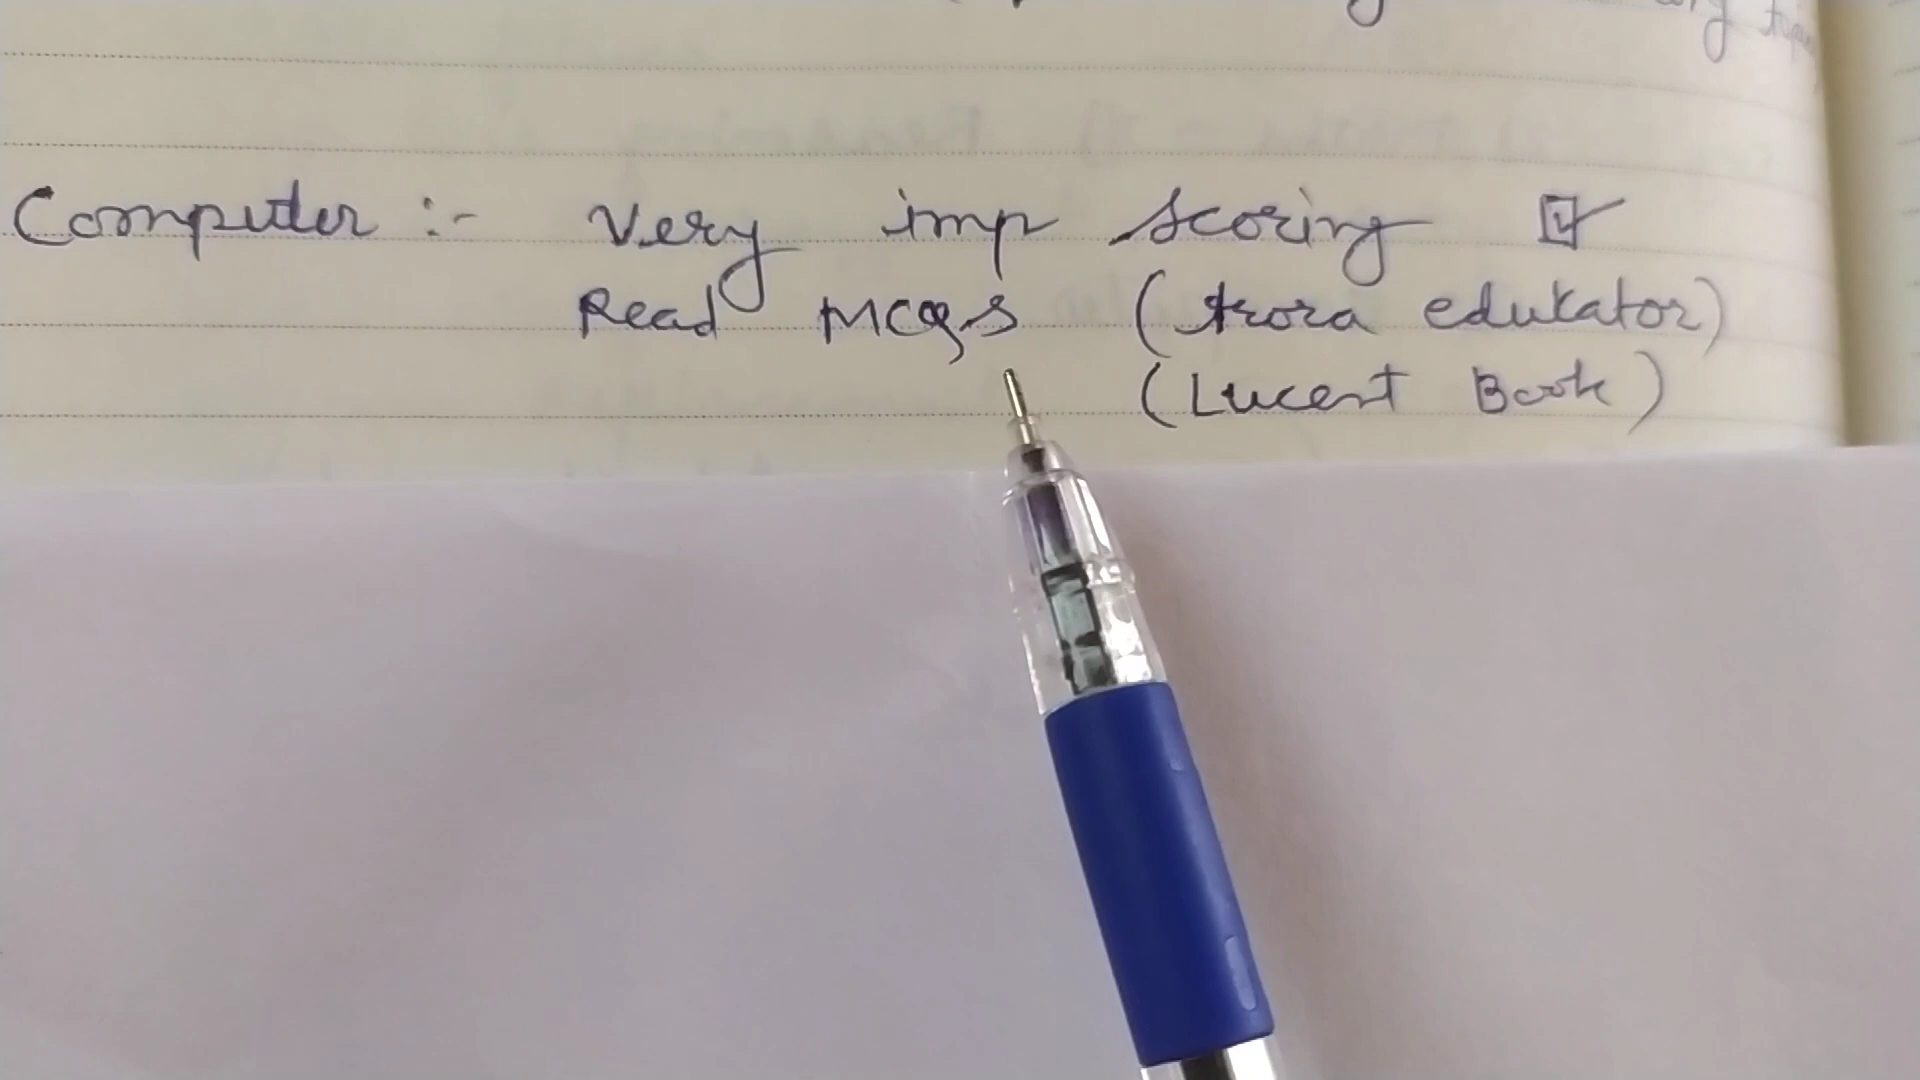 Computer :- Very imp scoring ☑
Read MCQs (Arora edukator)
(Lucent Book)